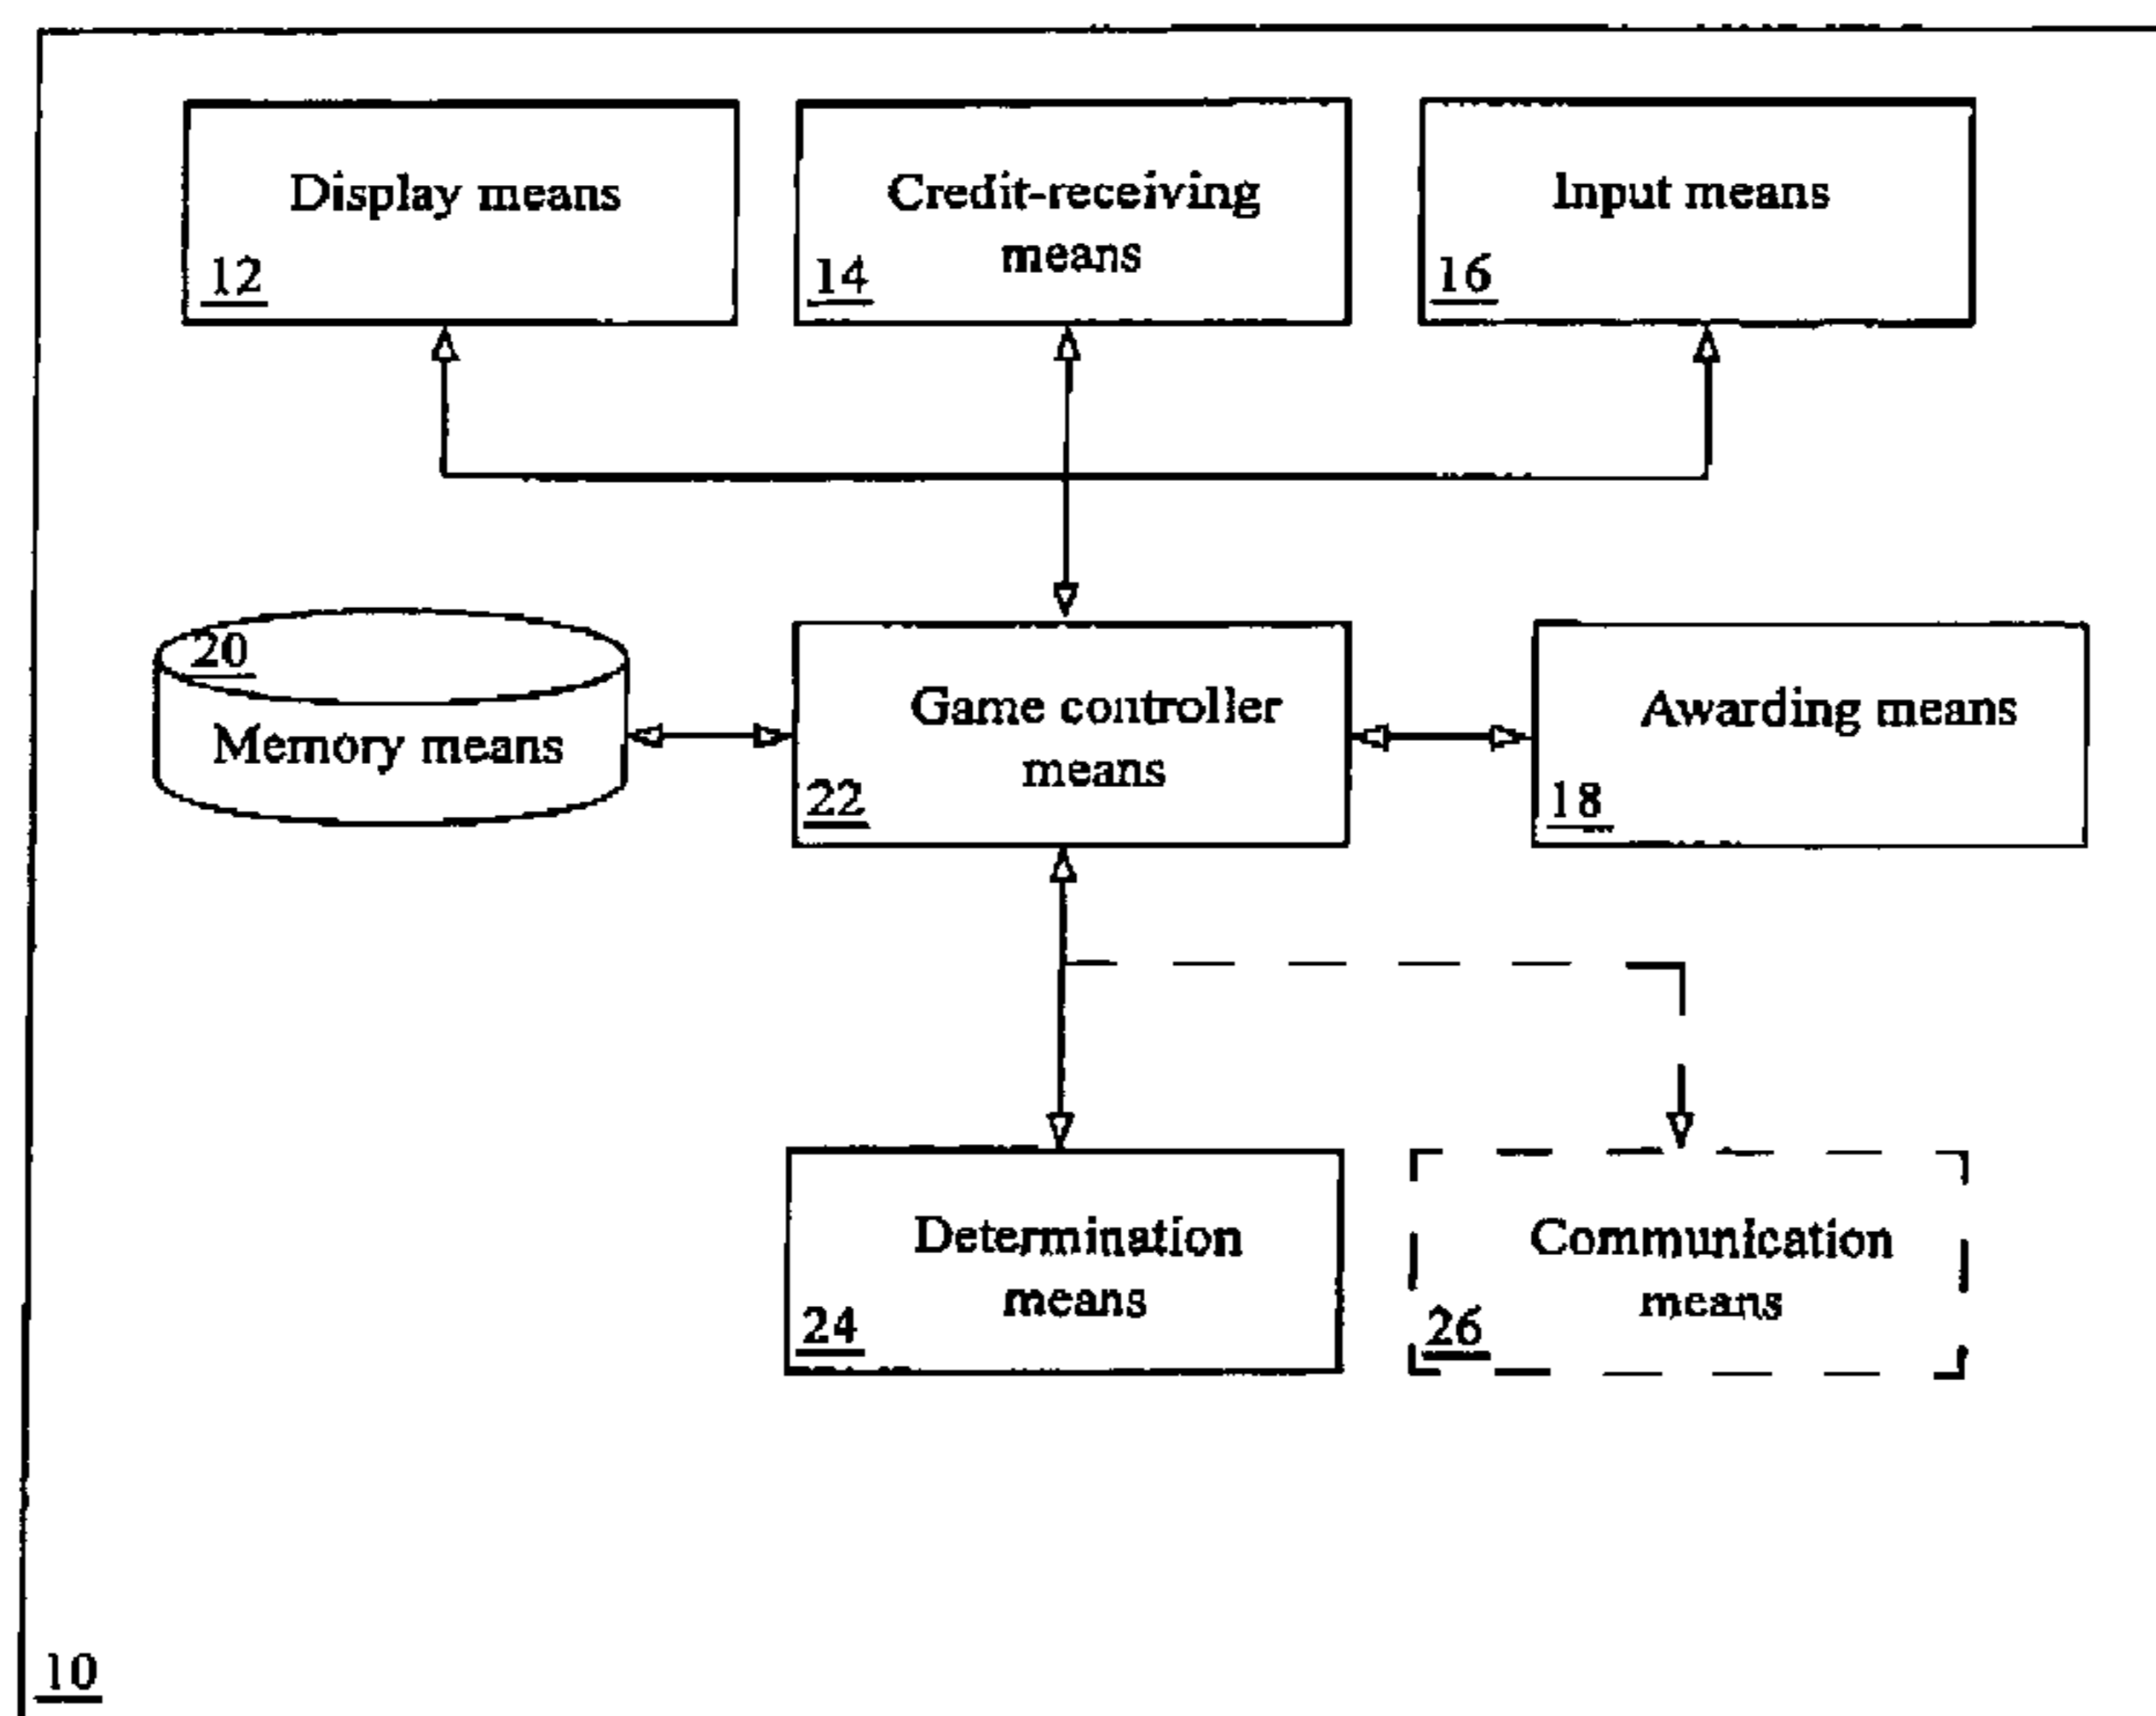 Display means
12
Credit-receiving
means
14
Input means
16
20
Memory means
Game controller
means
22
Awarding means
18
Determination
means
24
Communication
means
26
10